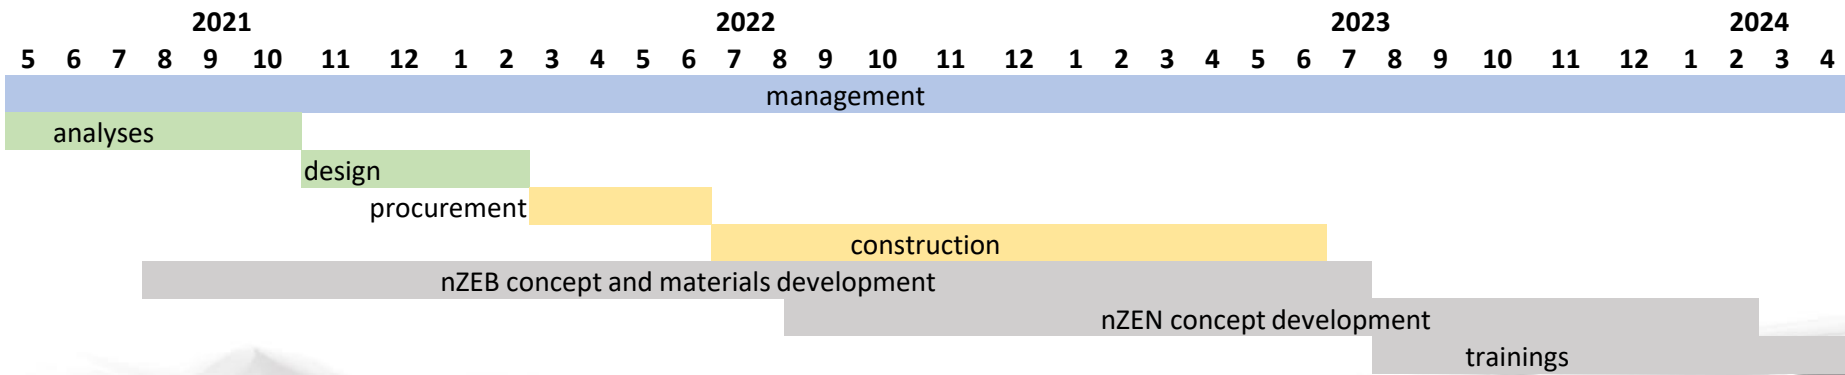 2021 2022 2023 2024
5 6 7 8 9 10 11 12 1 2 3 4 5 6 7 8 9 10 11 12 1 2 3 4 5 6 7 8 9 10 11 12 1 2 3 4
management
analyses
design
procurement
construction
nZEB concept and materials development
nZEN concept development
trainings